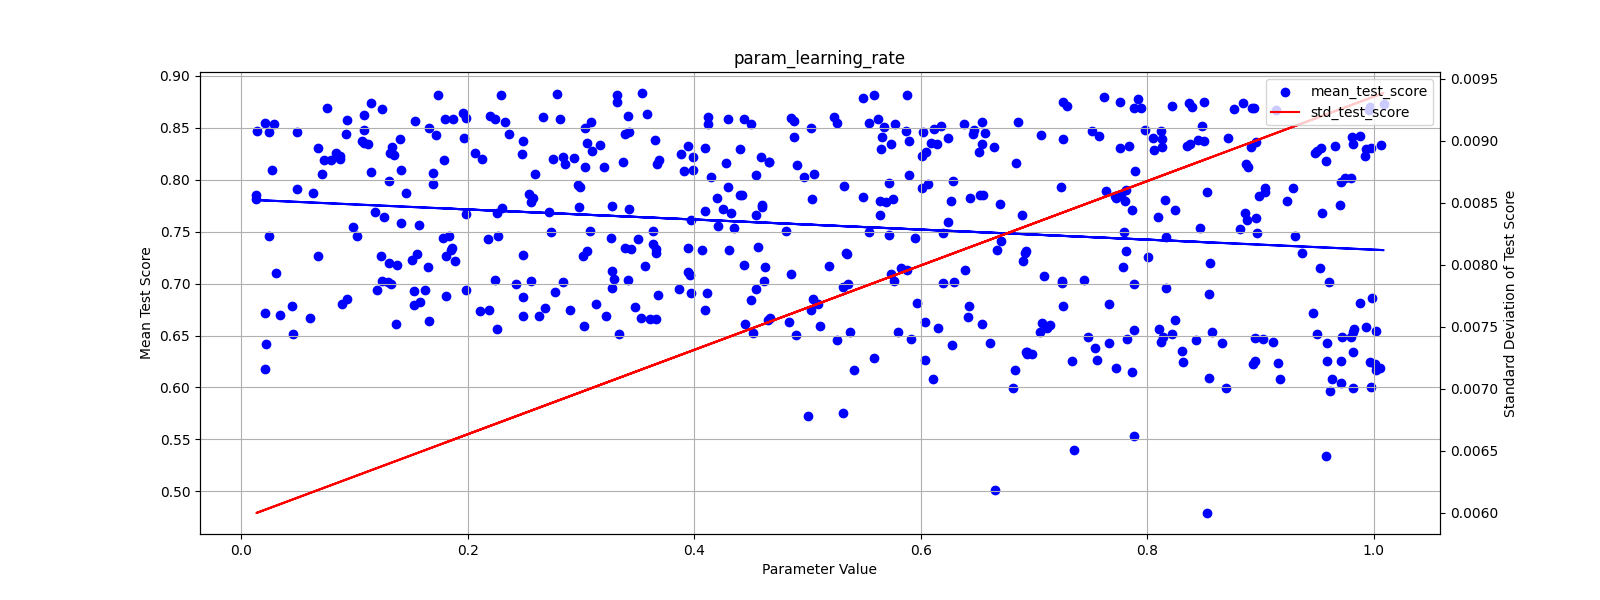 param_learning_rate
mean_test_score
std_test_score
Mean Test Score
0.90
0.85
0.80
0.75
0.70
0.65
0.60
0.55
0.50
0.0095
0.0090
0.0085
0.0080
0.0075
0.0070
0.0065
0.0060
Standard Deviation of Test Score
0.0 0.2 0.4 0.6 0.8 1.0
Parameter Value